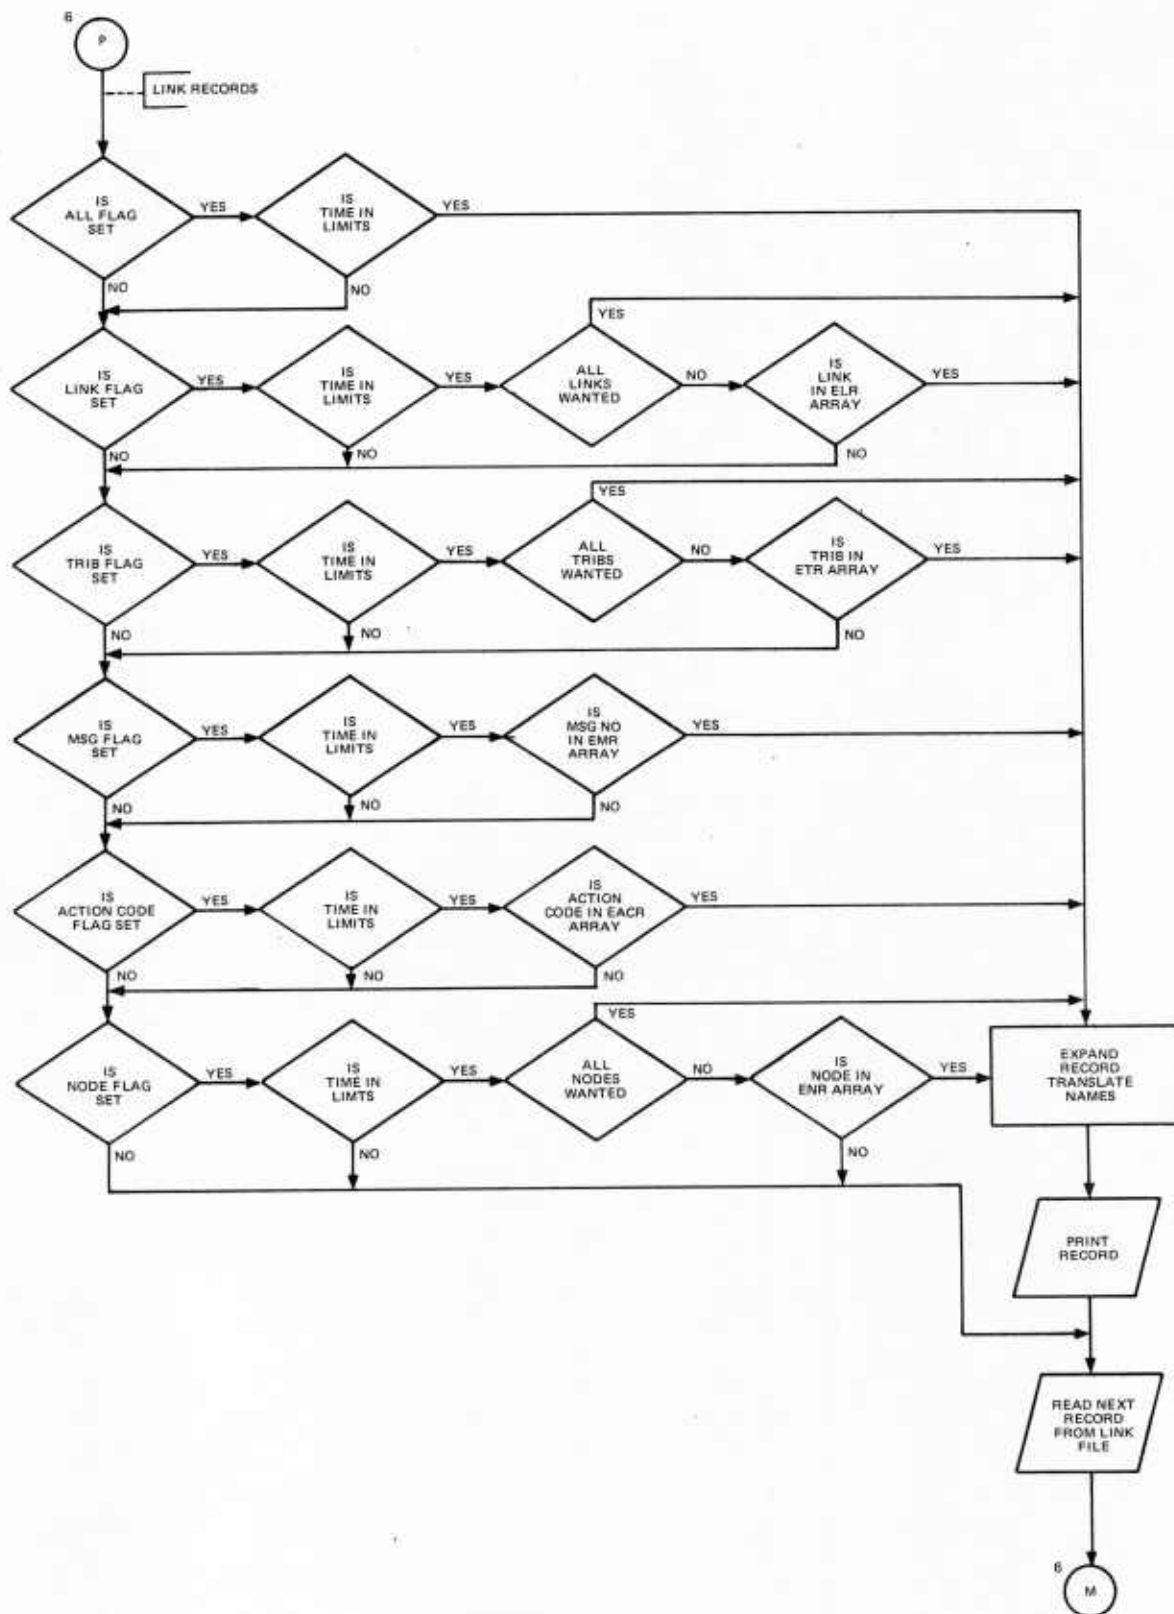 6
P
LINK RECORDS
IS
ALL FLAG
SET
YES
IS
TIME IN
LIMITS
YES
NO
NO
IS
LINK FLAG
SET
YES
IS
TIME IN
LIMITS
YES
ALL
LINKS
WANTED
YES
NO
IS
LINK
IN ELR
ARRAY
YES
NO
NO
NO
IS
TRIB FLAG
SET
YES
IS
TIME IN
LIMITS
YES
ALL
TRIBS
WANTED
YES
NO
IS
TRIB IN
ETR ARRAY
YES
NO
NO
NO
IS
MSG FLAG
SET
YES
IS
TIME IN
LIMITS
YES
IS
MSG NO
IN EMR
ARRAY
YES
NO
NO
NO
IS
ACTION CODE
FLAG SET
YES
IS
TIME IN
LIMITS
YES
IS
ACTION
CODE IN EACR
ARRAY
YES
NO
NO
NO
IS
NODE FLAG
SET
YES
IS
TIME IN
LIMTS
YES
ALL
NODES
WANTED
YES
NO
IS
NODE IN
ENR ARRAY
YES
NO
NO
NO
EXPAND
RECORD
TRANSLATE
NAMES
PRINT
RECORD
READ NEXT
RECORD
FROM LINK
FILE
6
M